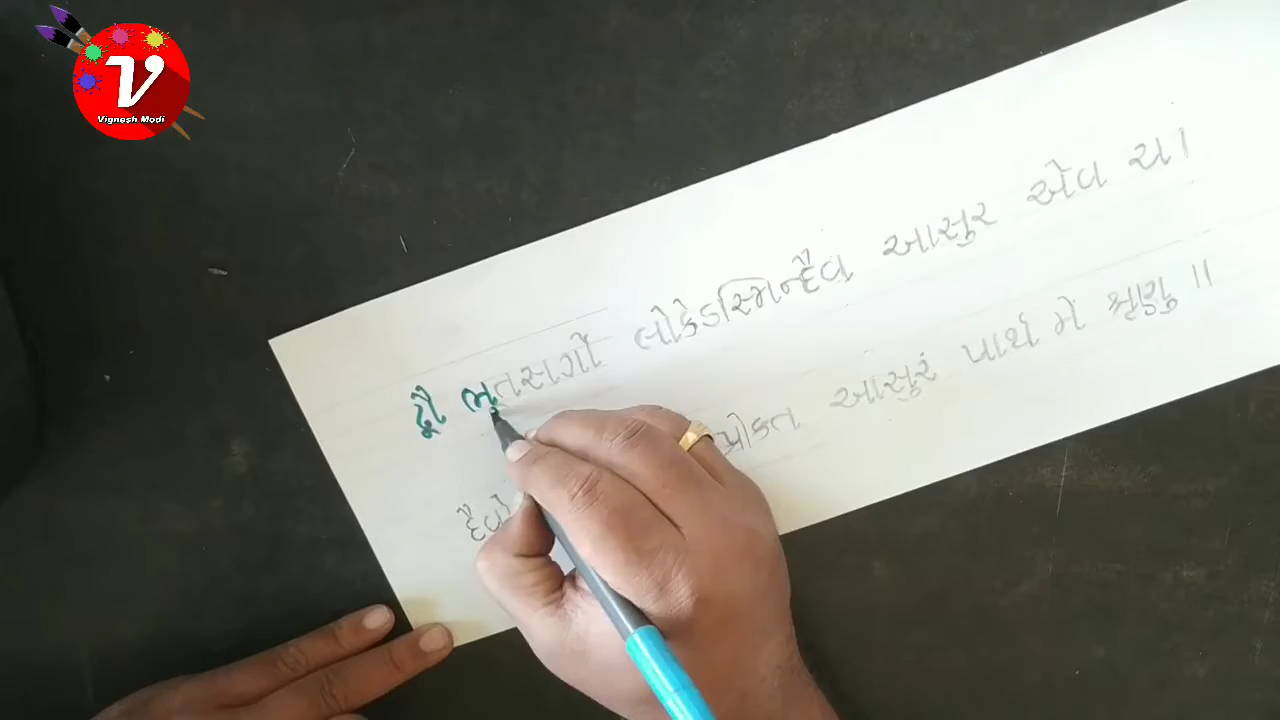 Vignesh Modi
દ્વૌ ભૂતસર્ગૌ લોકેઽસ્મિન્દૈવ આસુર એવ ચ।
પ્રોક્ત આસુરં પાર્થ મે શ્રૃણુ ॥